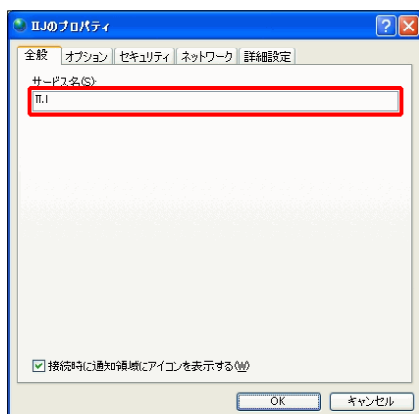 IIJのプロパティ
全般 オプション セキュリティ ネットワーク 詳細設定
サービス名(S):
IIJ
接続時に通知領域にアイコンを表示する(W)
OK キャンセル